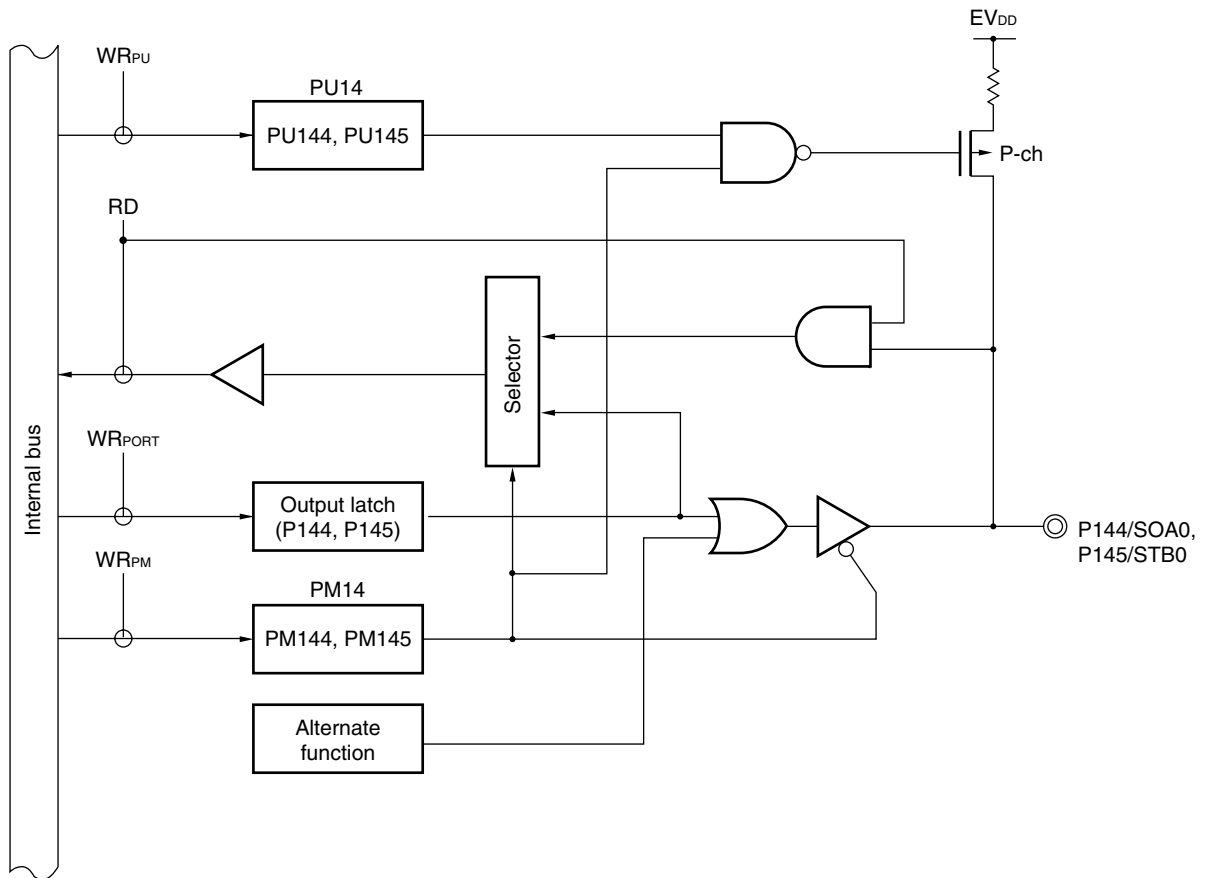 EVDD
WRPU
PU14
PU144, PU145
P-ch
RD
Selector
Internal bus
WRPORT
Output latch
(P144, P145)
P144/SOA0,
P145/STB0
WRPM
PM14
PM144, PM145
Alternate
function